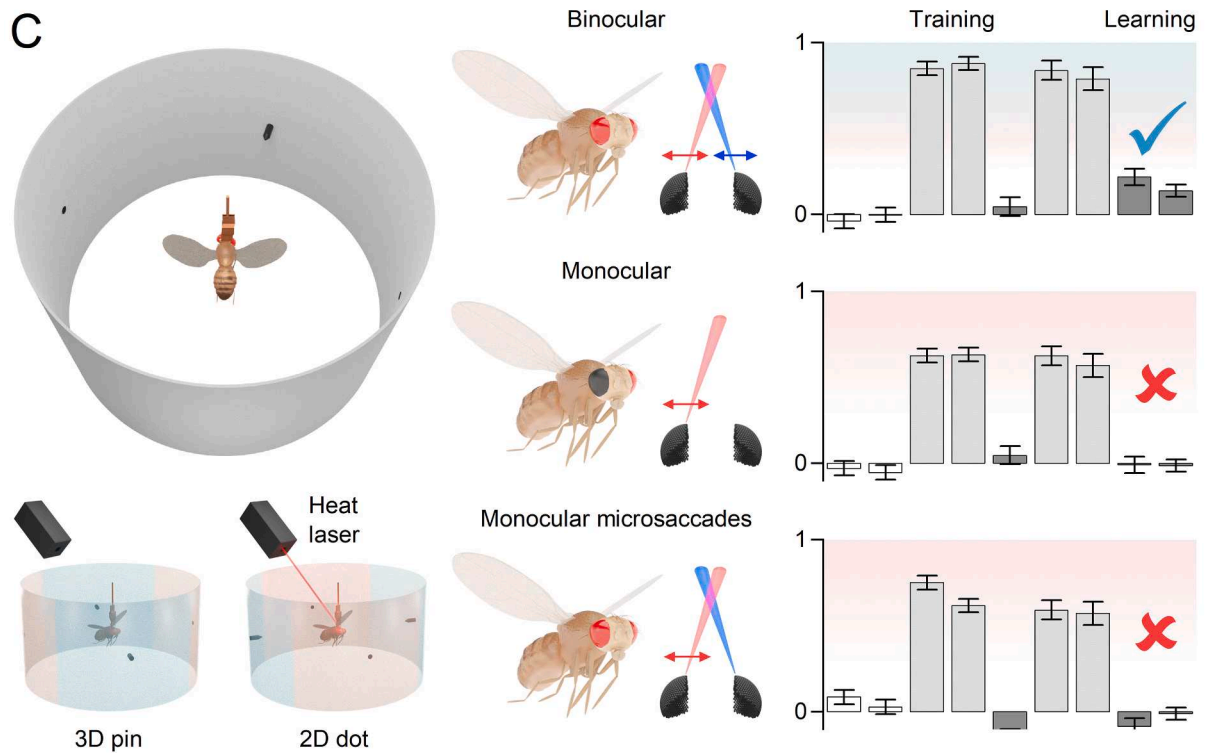 C
Binocular
Training
Learning
1
0
Monocular
1
0
Heat
laser
Monocular microsaccades
1
0
3D pin
2D dot